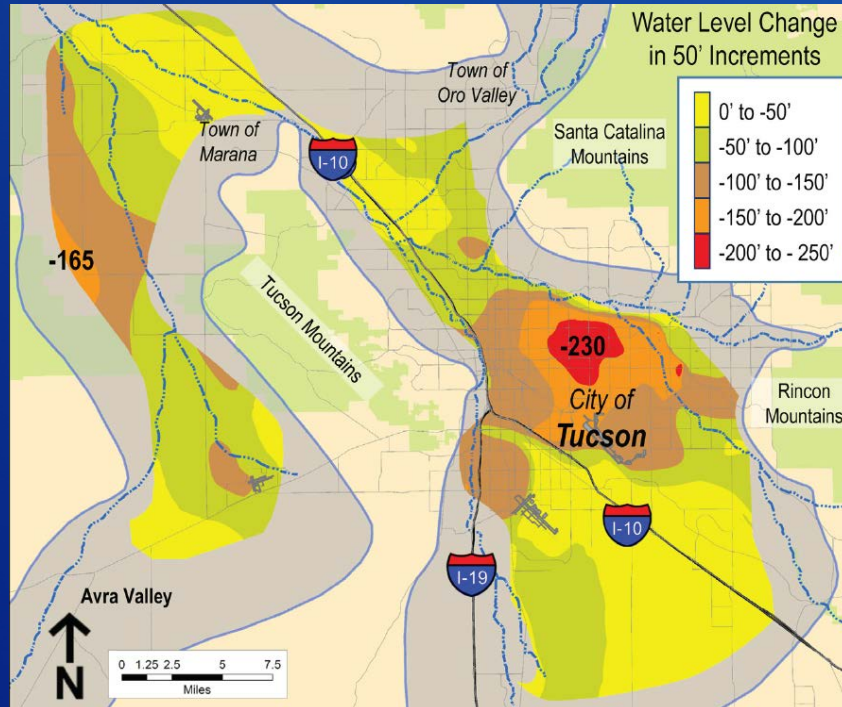 Water Level Change
in 50' Increments
0' to -50'
-50' to -100'
-100' to -150'
-150' to -200'
-200' to - 250'
Town of
Oro Valley
Santa Catalina
Mountains
Town of
Marana
I-10
-165
Tucson Mountains
-230
City of
Tucson
Rincon
Mountains
I-10
I-19
Avra Valley
N
0 1.25 2.5 5 7.5
Miles